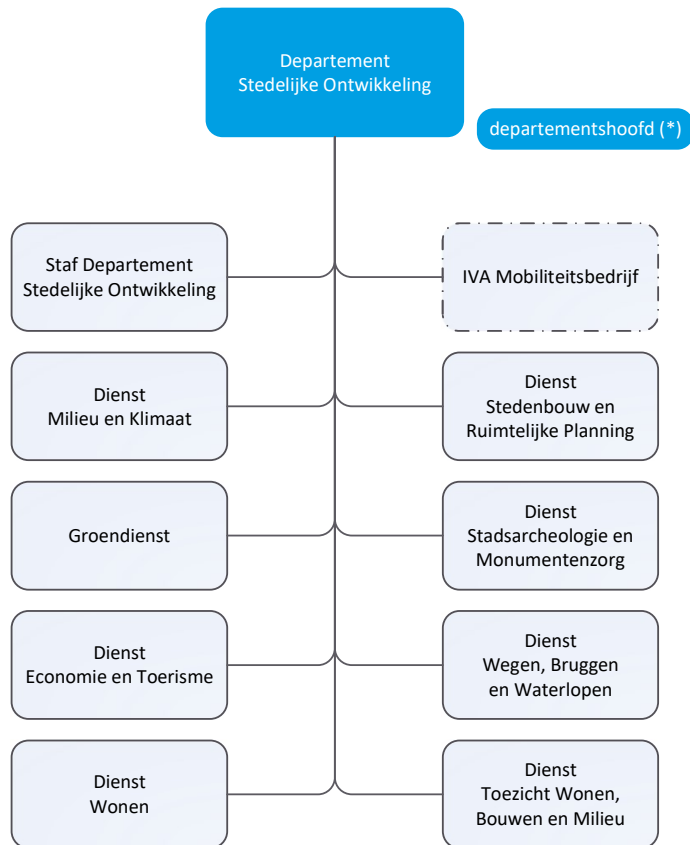 Departement
Stedelijke Ontwikkeling
departementshoofd (*)
Staf Departement
Stedelijke Ontwikkeling
IVA Mobiliteitsbedrijf
Dienst
Milieu en Klimaat
Dienst
Stedenbouw en
Ruimtelijke Planning
Groendienst
Dienst
Stadsarcheologie en
Monumentenzorg
Dienst
Economie en Toerisme
Dienst
Wegen, Bruggen
en Waterlopen
Dienst
Wonen
Dienst
Toezicht Wonen,
Bouwen en Milieu